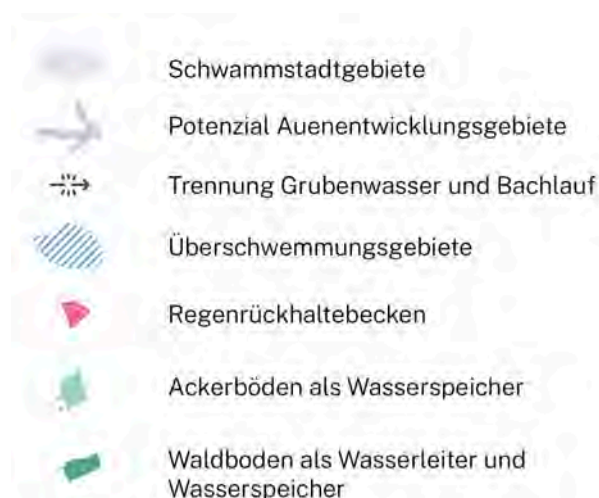 Schwammstadtgebiete
Potenzial Auenentwicklungsgebiete
Trennung Grubenwasser und Bachlauf
Überschwemmungsgebiete
Regenrückhaltebecken
Ackerböden als Wasserspeicher
Waldboden als Wasserleiter und
Wasserspeicher